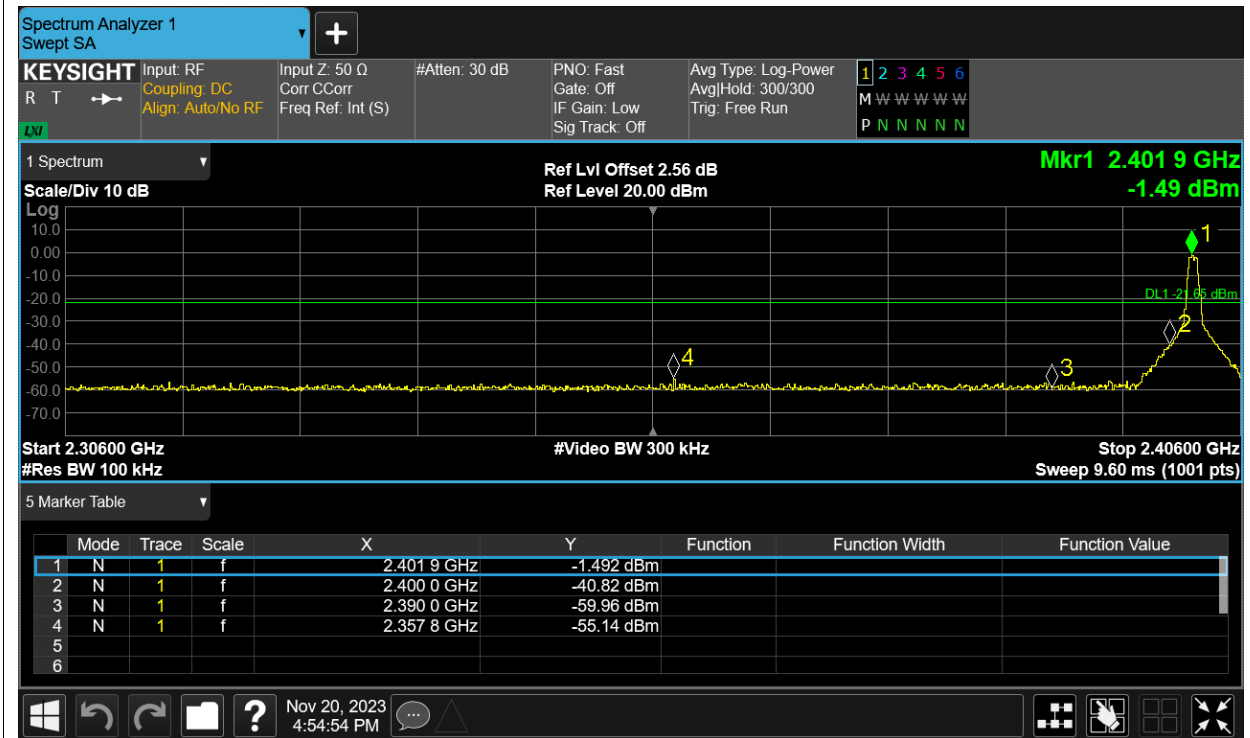 Spectrum Analyzer 1
Swept SA
KEYSIGHT
R T
LXI
Input: RF
Coupling: DC
Align: Auto/No RF
Input Z: 50 Ω
Corr CCorr
Freq Ref: Int (S)
#Atten: 30 dB
PNO: Fast
Gate: Off
IF Gain: Low
Sig Track: Off
Avg Type: Log-Power
Avg|Hold: 300/300
Trig: Free Run
1 2 3 4 5 6
M W W W W W
P N N N N N
1 Spectrum
Scale/Div 10 dB
Ref Lvl Offset 2.56 dB
Ref Level 20.00 dBm
Mkr1 2.401 9 GHz
-1.49 dBm
Log
10.0
0.00
-10.0
-20.0
-30.0
-40.0
-50.0
-60.0
-70.0
1
DL1 -21.65 dBm
2
4
3
Start 2.30600 GHz
#Video BW 300 kHz
Stop 2.40600 GHz
#Res BW 100 kHz
Sweep 9.60 ms (1001 pts)
5 Marker Table
Mode Trace Scale X Y Function Function Width Function Value
1 N 1 f 2.401 9 GHz -1.492 dBm
2 N 1 f 2.400 0 GHz -40.82 dBm
3 N 1 f 2.390 0 GHz -59.96 dBm
4 N 1 f 2.357 8 GHz -55.14 dBm
5
6
?
Nov 20, 2023
4:54:54 PM